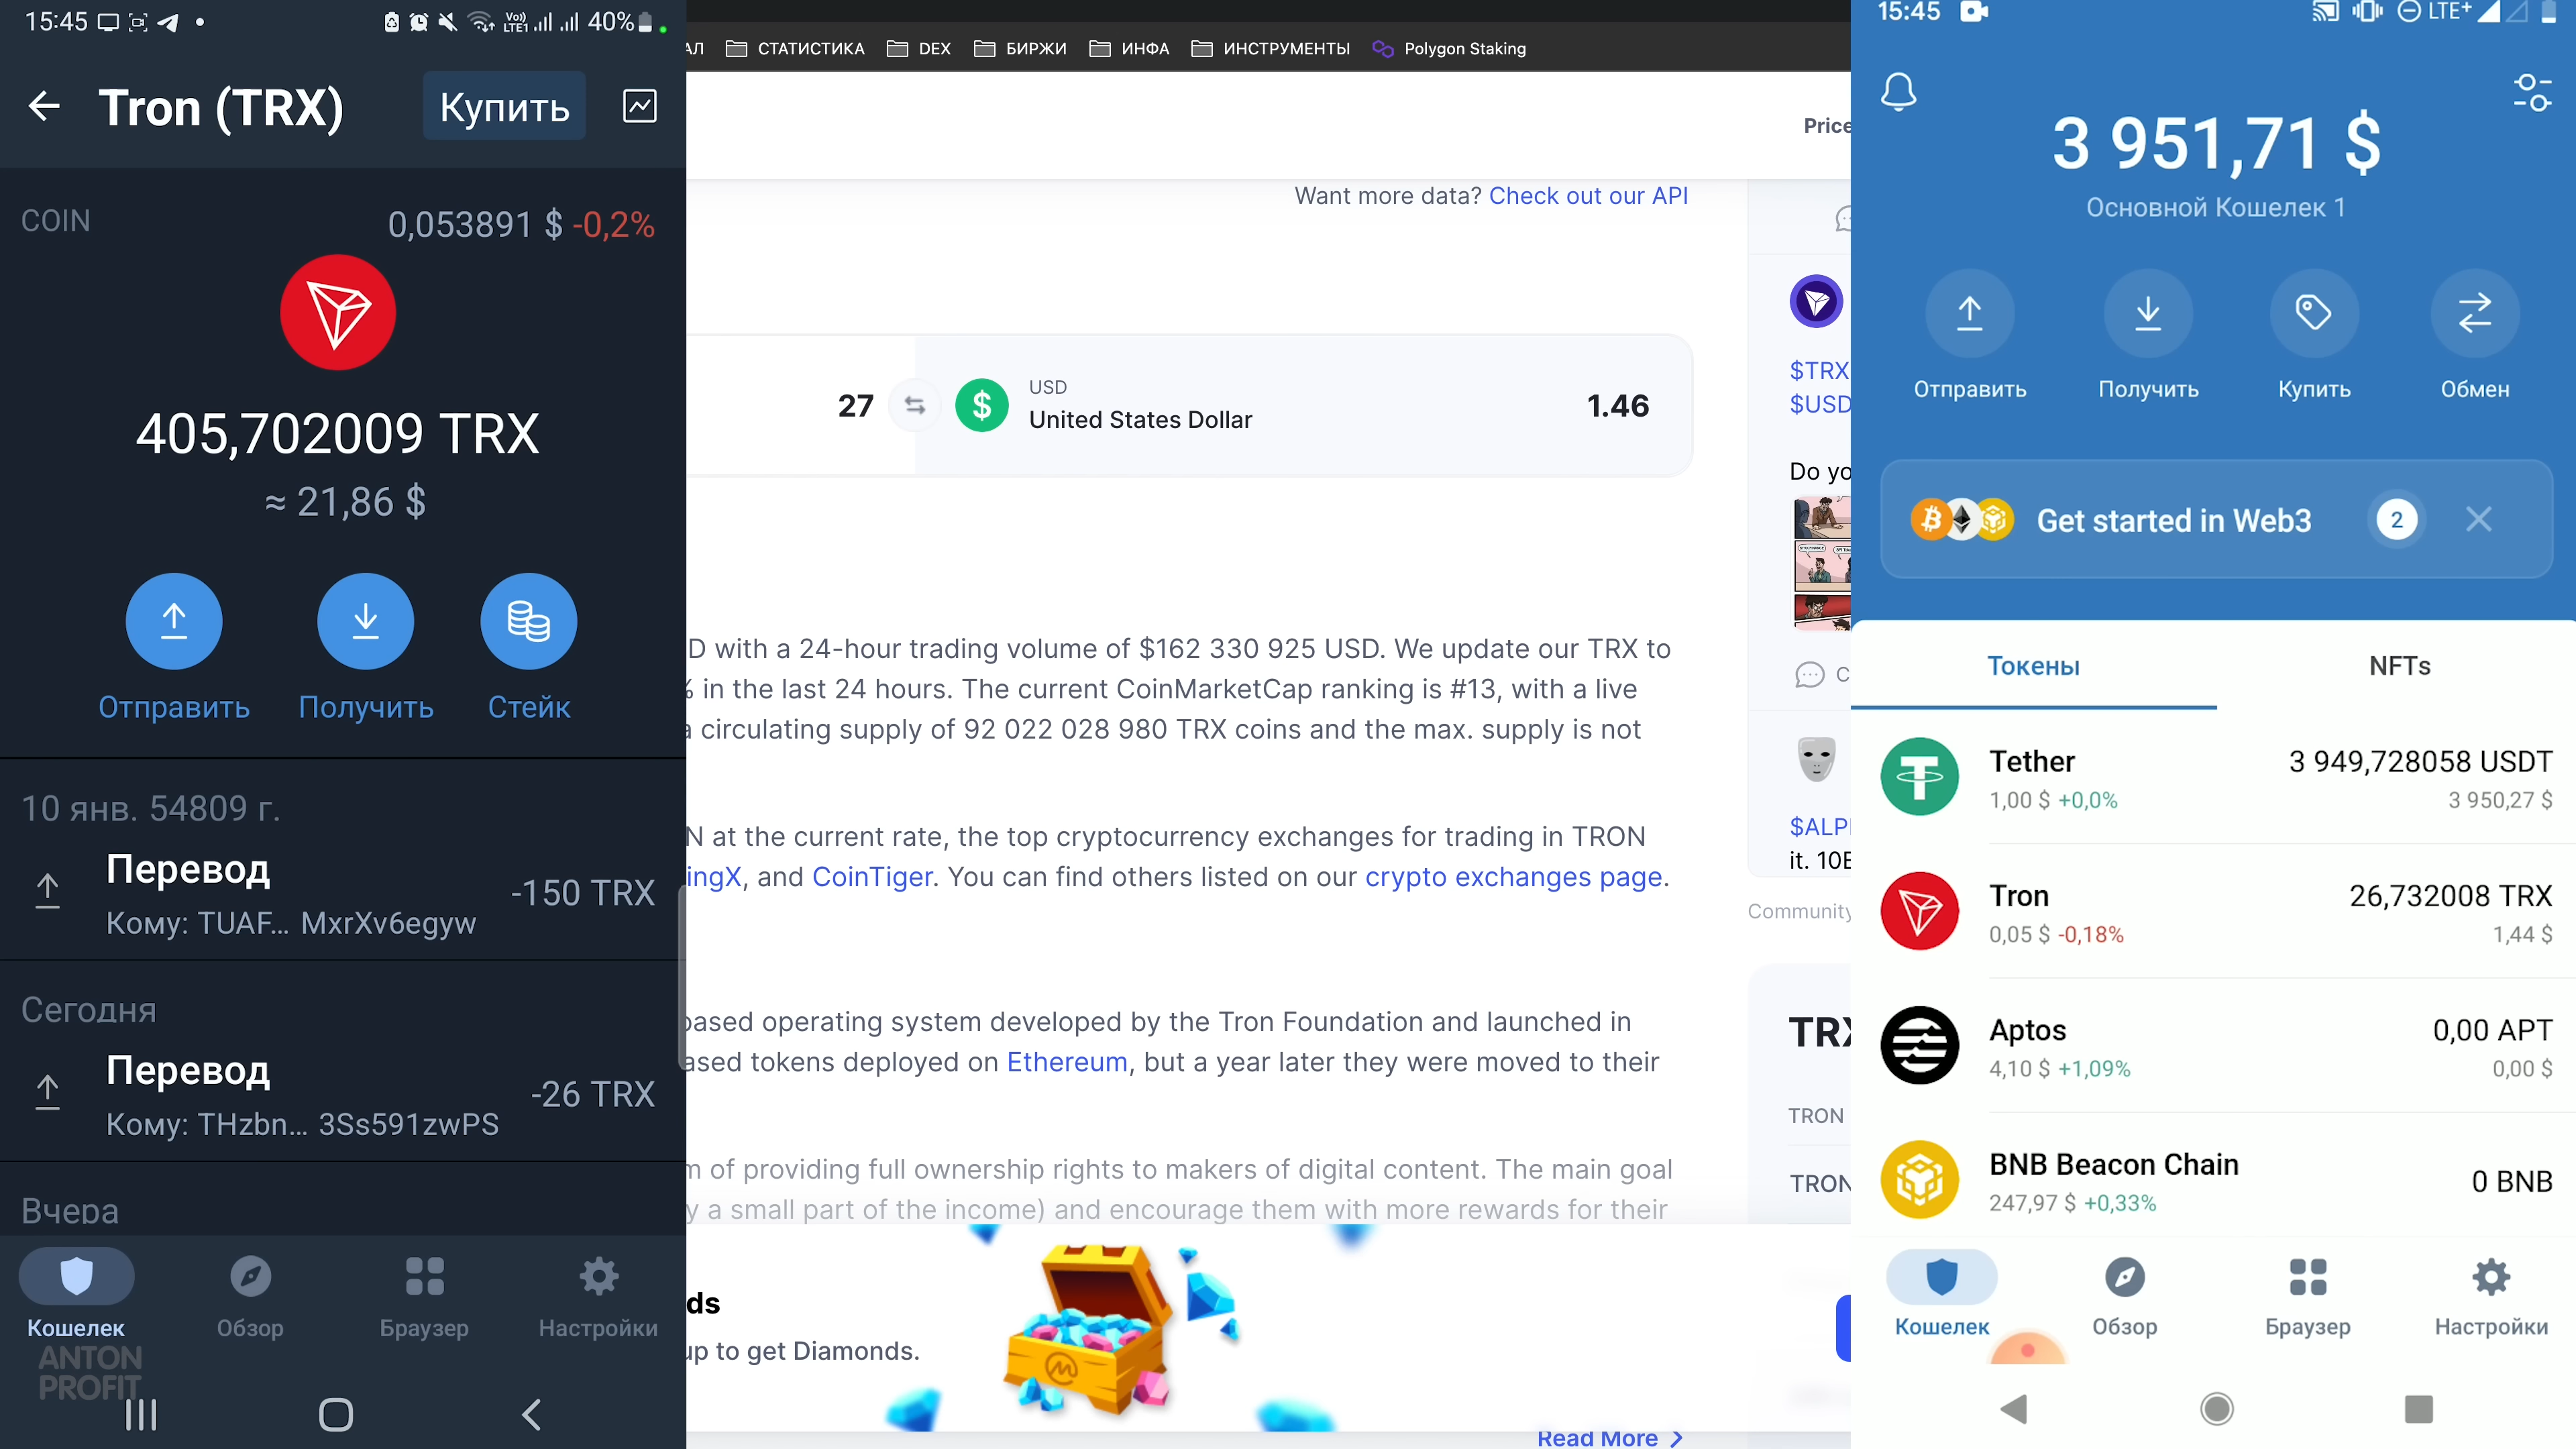 15:45
Vo)) LTE1
40%
Tron (TRX)
Купить
COIN
0,053891 $ -0,2%
405,702009 TRX
≈ 21,86 $
Отправить
Получить
Стейк
10 янв. 54809 г.
Перевод
-150 TRX
Кому: TUAF... MxrXv6egyw
Сегодня
Перевод
-26 TRX
Кому: THzbn... 3Ss591zwPS
Вчера
Кошелек
Обзор
Браузер
Настройки
ANTON
PROFIT
АЛ
СТАТИСТИКА
DEX
БИРЖИ
ИНФА
ИНСТРУМЕНТЫ
Polygon Staking
Price
Want more data? Check out our API
27
USD
United States Dollar
1.46
D with a 24-hour trading volume of $162 330 925 USD. We update our TRX to
% in the last 24 hours. The current CoinMarketCap ranking is #13, with a live
a circulating supply of 92 022 028 980 TRX coins and the max. supply is not
N at the current rate, the top cryptocurrency exchanges for trading in TRON
ingX, and CoinTiger. You can find others listed on our crypto exchanges page.
based operating system developed by the Tron Foundation and launched in
ased tokens deployed on Ethereum, but a year later they were moved to their
m of providing full ownership rights to makers of digital content. The main goal
y a small part of the income) and encourage them with more rewards for their
ds
up to get Diamonds.
Read More
$TRX
$USD
Do yo
C
$ALP
it. 10B
Community
TRX
TRON
TRON
15:45
LTE+
3 951,71 $
Основной Кошелек 1
Отправить
Получить
Купить
Обмен
Get started in Web3
2
Токены
NFTs
Tether
3 949,728058 USDT
1,00 $ +0,0%
3 950,27 $
Tron
26,732008 TRX
0,05 $ -0,18%
1,44 $
Aptos
0,00 APT
4,10 $ +1,09%
0,00 $
BNB Beacon Chain
0 BNB
247,97 $ +0,33%
Кошелек
Обзор
Браузер
Настройки